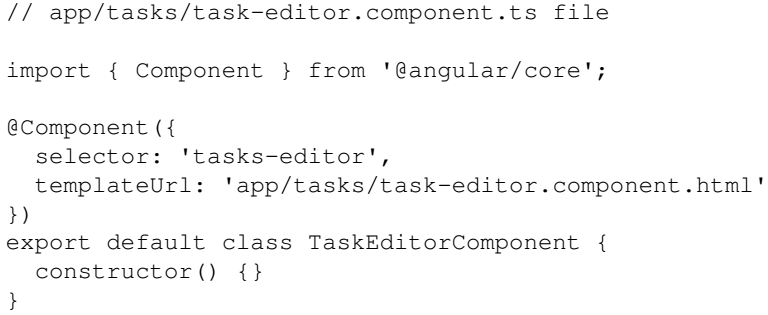 // app/tasks/task-editor.component.ts file
import { Component } from '@angular/core';
@Component({
  selector: 'tasks-editor',
  templateUrl: 'app/tasks/task-editor.component.html'
})
export default class TaskEditorComponent {
  constructor() {}
}